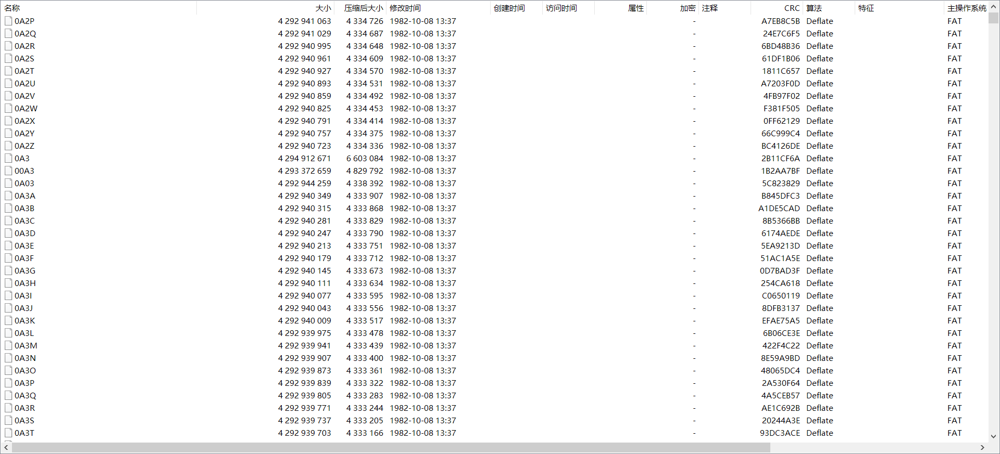 名称 大小 压缩后大小 修改时间 创建时间 访问时间 属性 加密 注释 CRC 算法 特征 主操作系统
0A2P 4 292 941 063 4 334 726 1982-10-08 13:37 - A7EB8C5B Deflate FAT
0A2Q 4 292 941 029 4 334 687 1982-10-08 13:37 - 24E7C6F5 Deflate FAT
0A2R 4 292 940 995 4 334 648 1982-10-08 13:37 - 6BD48B36 Deflate FAT
0A2S 4 292 940 961 4 334 609 1982-10-08 13:37 - 61DF1B06 Deflate FAT
0A2T 4 292 940 927 4 334 570 1982-10-08 13:37 - 1811C657 Deflate FAT
0A2U 4 292 940 893 4 334 531 1982-10-08 13:37 - A7203F0D Deflate FAT
0A2V 4 292 940 859 4 334 492 1982-10-08 13:37 - 4FB97F02 Deflate FAT
0A2W 4 292 940 825 4 334 453 1982-10-08 13:37 - F381F505 Deflate FAT
0A2X 4 292 940 791 4 334 414 1982-10-08 13:37 - 0FF62129 Deflate FAT
0A2Y 4 292 940 757 4 334 375 1982-10-08 13:37 - 66C999C4 Deflate FAT
0A2Z 4 292 940 723 4 334 336 1982-10-08 13:37 - BC4126DE Deflate FAT
0A3 4 294 912 671 6 603 084 1982-10-08 13:37 - 2B11CF6A Deflate FAT
00A3 4 293 372 659 4 829 792 1982-10-08 13:37 - 1B2AA7BF Deflate FAT
0A03 4 292 944 259 4 338 392 1982-10-08 13:37 - 5C823829 Deflate FAT
0A3A 4 292 940 349 4 333 907 1982-10-08 13:37 - B845DFC3 Deflate FAT
0A3B 4 292 940 315 4 333 868 1982-10-08 13:37 - A1DE5CAD Deflate FAT
0A3C 4 292 940 281 4 333 829 1982-10-08 13:37 - 8B5366BB Deflate FAT
0A3D 4 292 940 247 4 333 790 1982-10-08 13:37 - 6174AEDE Deflate FAT
0A3E 4 292 940 213 4 333 751 1982-10-08 13:37 - 5EA9213D Deflate FAT
0A3F 4 292 940 179 4 333 712 1982-10-08 13:37 - 51AC1A5E Deflate FAT
0A3G 4 292 940 145 4 333 673 1982-10-08 13:37 - 0D7BAD3F Deflate FAT
0A3H 4 292 940 111 4 333 634 1982-10-08 13:37 - 254CA618 Deflate FAT
0A3I 4 292 940 077 4 333 595 1982-10-08 13:37 - C0650119 Deflate FAT
0A3J 4 292 940 043 4 333 556 1982-10-08 13:37 - 8DFB3137 Deflate FAT
0A3K 4 292 940 009 4 333 517 1982-10-08 13:37 - EFAE75A5 Deflate FAT
0A3L 4 292 939 975 4 333 478 1982-10-08 13:37 - 6B06CE3E Deflate FAT
0A3M 4 292 939 941 4 333 439 1982-10-08 13:37 - 422F4C22 Deflate FAT
0A3N 4 292 939 907 4 333 400 1982-10-08 13:37 - 8E59A9BD Deflate FAT
0A3O 4 292 939 873 4 333 361 1982-10-08 13:37 - 48065DC4 Deflate FAT
0A3P 4 292 939 839 4 333 322 1982-10-08 13:37 - 2A530F64 Deflate FAT
0A3Q 4 292 939 805 4 333 283 1982-10-08 13:37 - 4A5CEB57 Deflate FAT
0A3R 4 292 939 771 4 333 244 1982-10-08 13:37 - AE1C692B Deflate FAT
0A3S 4 292 939 737 4 333 205 1982-10-08 13:37 - 20244A3E Deflate FAT
0A3T 4 292 939 703 4 333 166 1982-10-08 13:37 - 93DC3ACE Deflate FAT